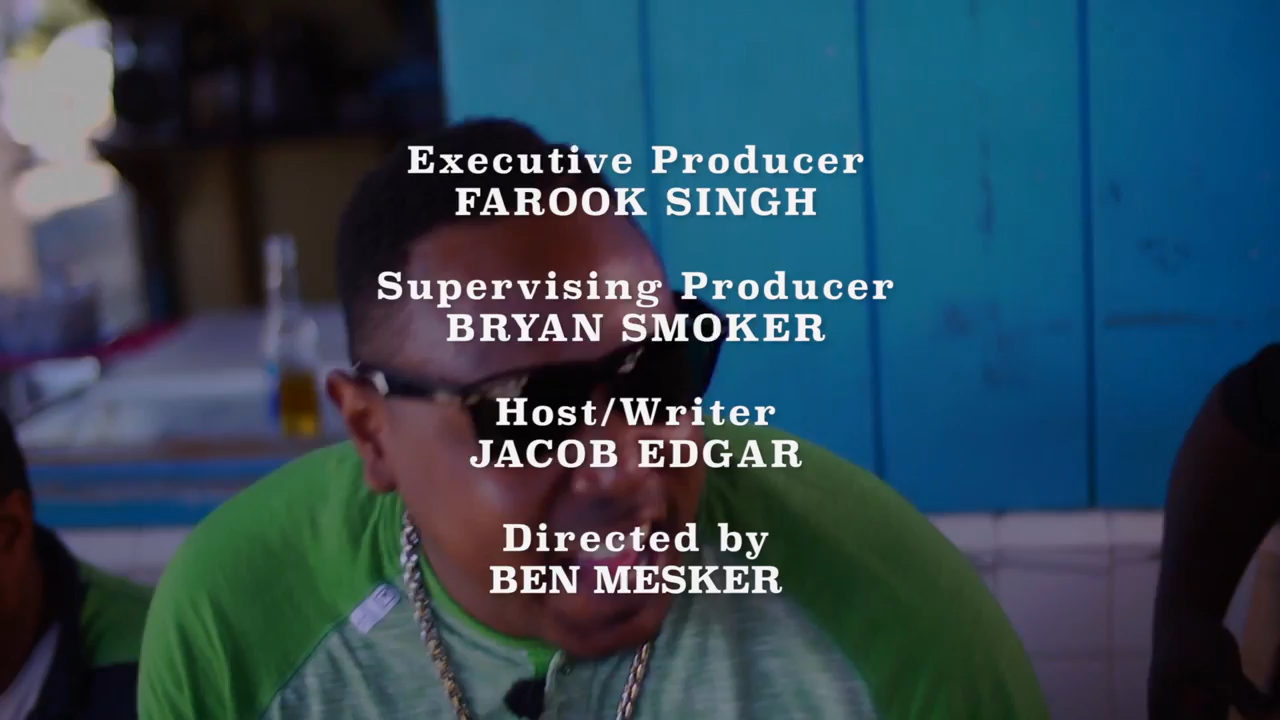 Executive Producer
FAROOK SINGH
Supervising Producer
BRYAN SMOKER
Host/Writer
JACOB EDGAR
Directed by
BEN MESKER